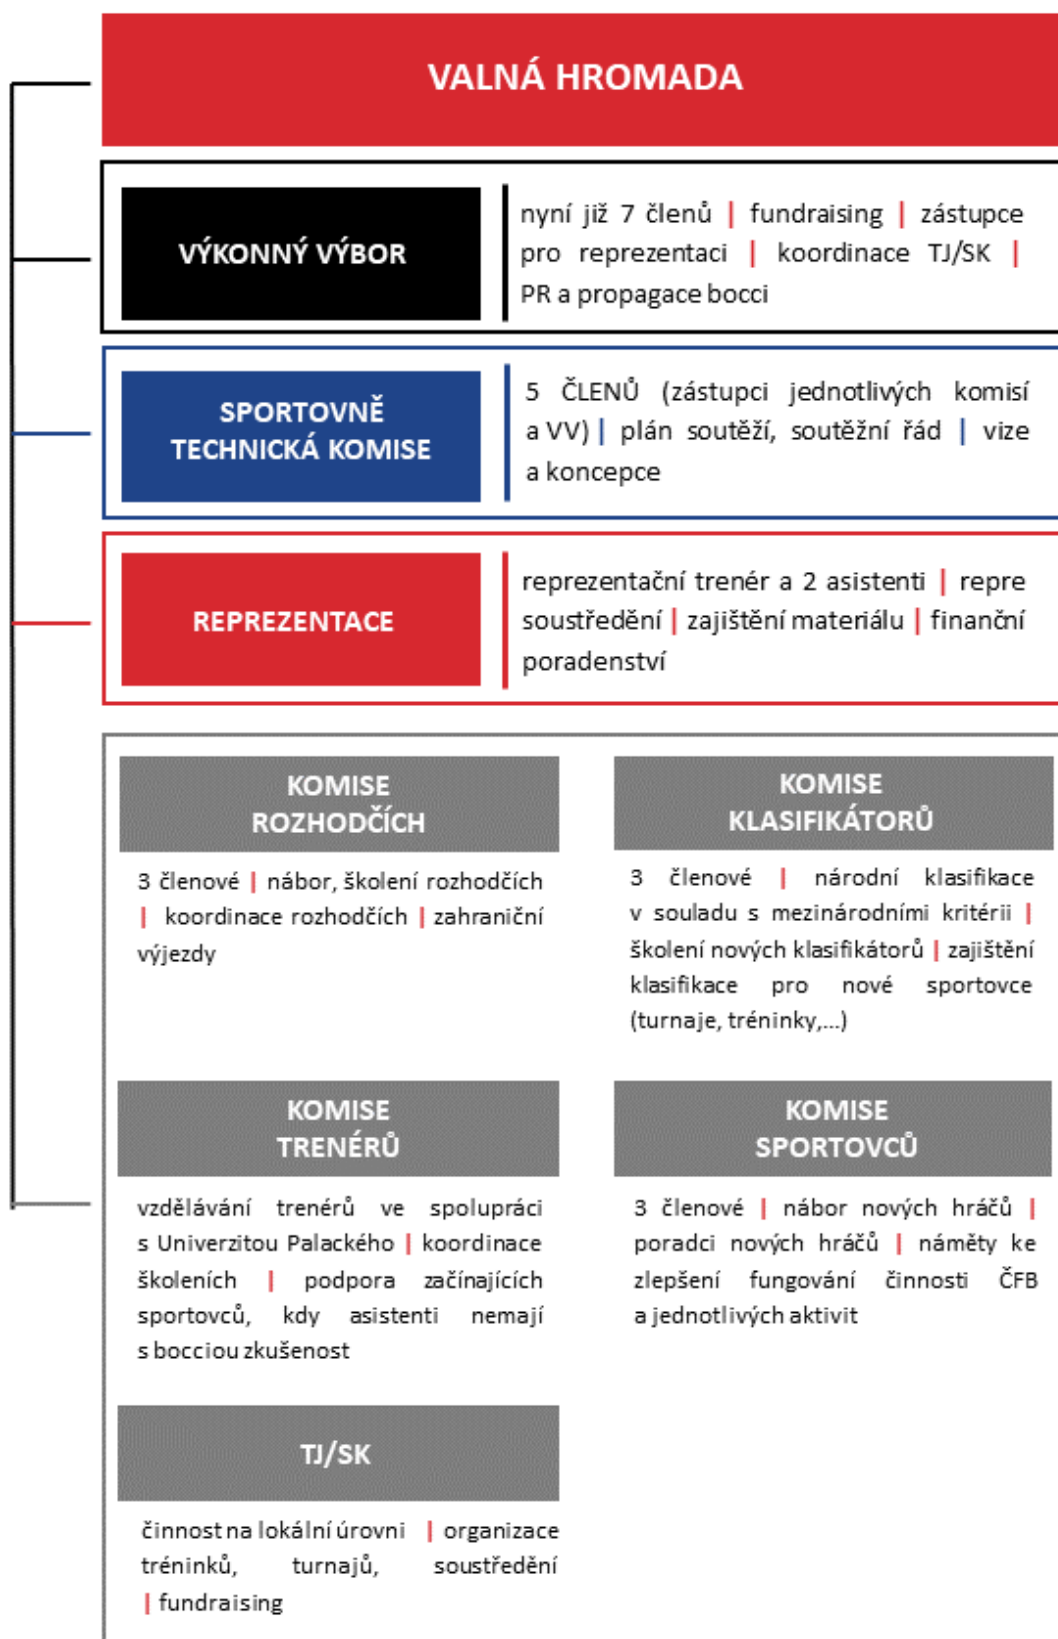 VALNÁ HROMADA
VÝKONNÝ VÝBOR
nyní již 7 členů | fundraising | zástupce
pro reprezentaci | koordinace TJ/SK |
PR a propagace bocci
SPORTOVNĚ
TECHNICKÁ KOMISE
5 ČLENŮ (zástupci jednotlivých komisí
a VV) | plán soutěží, soutěžní řád | vize
a koncepce
REPREZENTACE
reprezentační trenér a 2 asistenti | repre
soustředění | zajištění materiálu | finanční
poradenství
KOMISE
ROZHODČÍCH
3 členové | nábor, školení rozhodčích
| koordinace rozhodčích | zahraniční
výjezdy
KOMISE
KLASIFIKÁTORŮ
3 členové | národní klasifikace
v souladu s mezinárodními kritérii |
školení nových klasifikátorů | zajištění
klasifikace pro nové sportovce
(turnaje, tréninky,...)
KOMISE
TRENÉRŮ
vzdělávání trenérů ve spolupráci
s Univerzitou Palackého | koordinace
školeních | podpora začínajících
sportovců, kdy asistenti nemají
s bocciou zkušenost
KOMISE
SPORTOVCŮ
3 členové | nábor nových hráčů |
poradci nových hráčů | náměty ke
zlepšení fungování činnosti ČFB
a jednotlivých aktivit
TJ/SK
činnost na lokální úrovni | organizace
tréninků, turnajů, soustředění
| fundraising